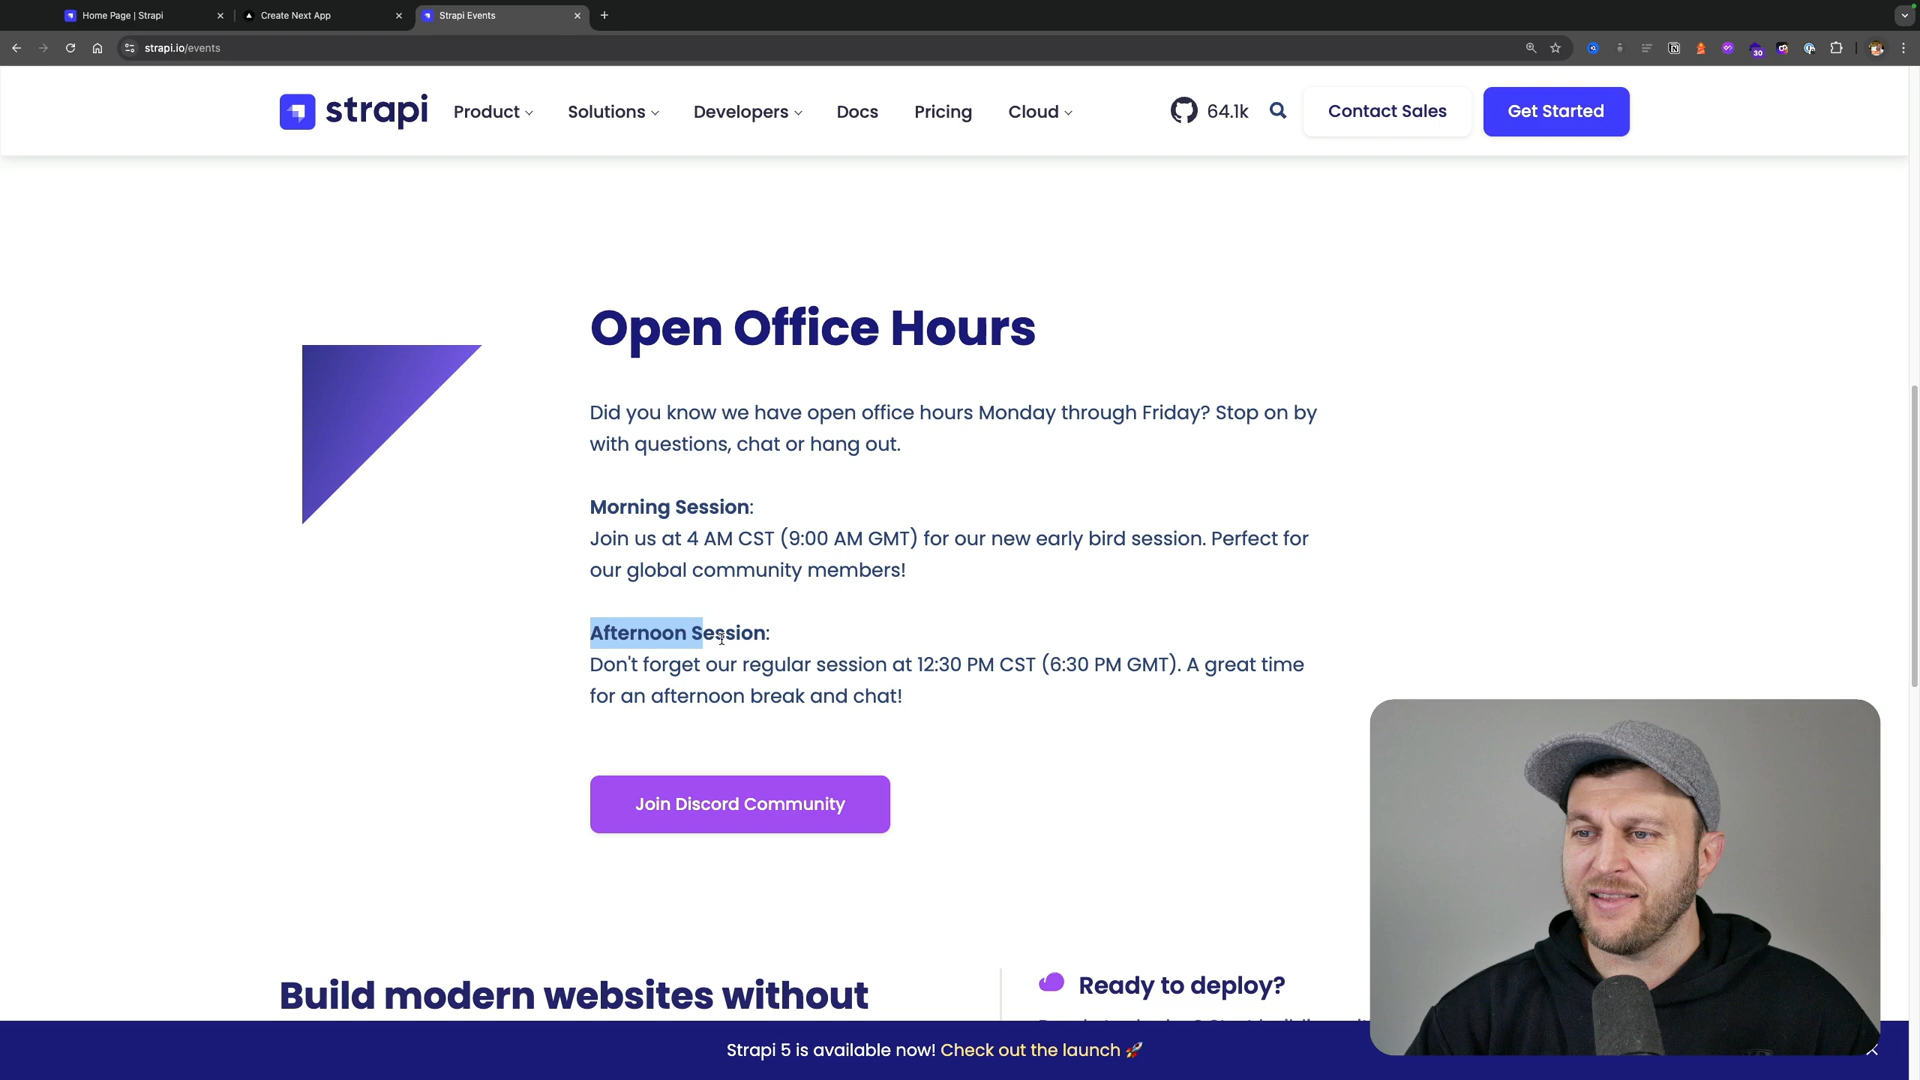 Home Page | Strapi
Create Next App
Strapi Events
strapi.io/events
30
strapi
Product
Solutions
Developers
Docs
Pricing
Cloud
64.1k
Contact Sales
Get Started
Open Office Hours
Did you know we have open office hours Monday through Friday? Stop on by
with questions, chat or hang out.
Morning Session:
Join us at 4 AM CST (9:00 AM GMT) for our new early bird session. Perfect for
our global community members!
Afternoon Session:
Don't forget our regular session at 12:30 PM CST (6:30 PM GMT). A great time
for an afternoon break and chat!
Join Discord Community
Build modern websites without
Ready to deploy?
Strapi 5 is available now! Check out the launch 🚀